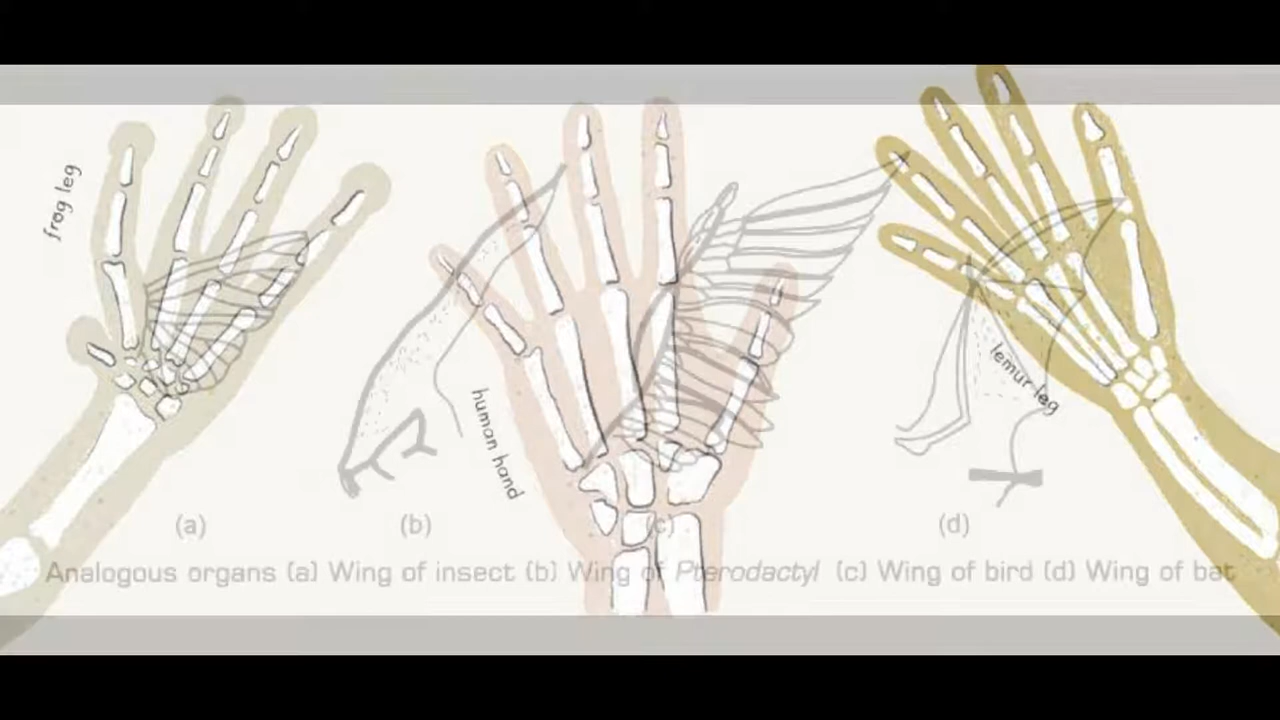 frog leg
human hand
lemur leg
(a) (b) (c) (d)
Analogous organs (a) Wing of insect (b) Wing of Pterodactyl (c) Wing of bird (d) Wing of bat